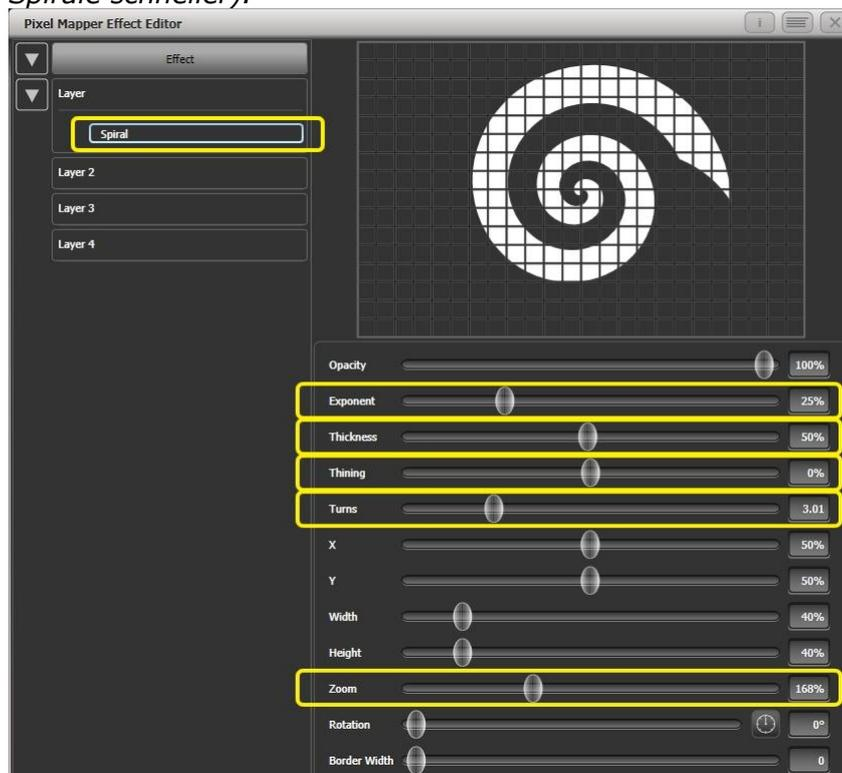 Spirale schneller).
Pixel Mapper Effect Editor
Effect
Layer
Spiral
Layer 2
Layer 3
Layer 4
Opacity 100%
Exponent 25%
Thickness 50%
Thining 0%
Turns 3.01
X 50%
Y 50%
Width 40%
Height 40%
Zoom 168%
Rotation 0°
Border Width 0